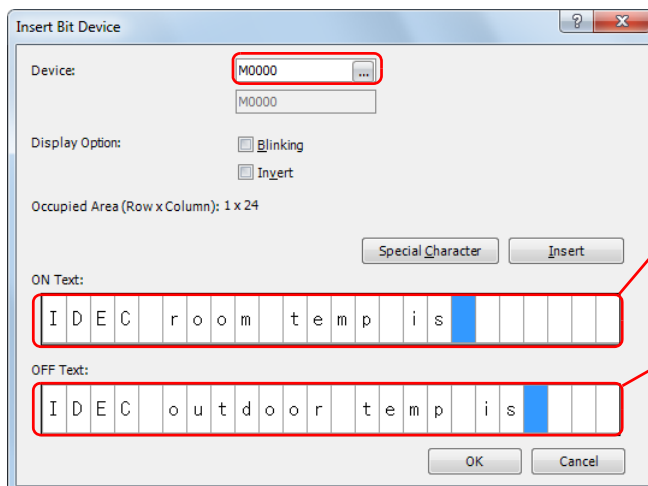 Insert Bit Device
? X
Device: M0000 ...
M0000
Display Option: Blinking
Invert
Occupied Area (Row x Column): 1 x 24
Special Character Insert
ON Text:
IDEC room temp is
OFF Text:
IDEC outdoor temp is
OK Cancel